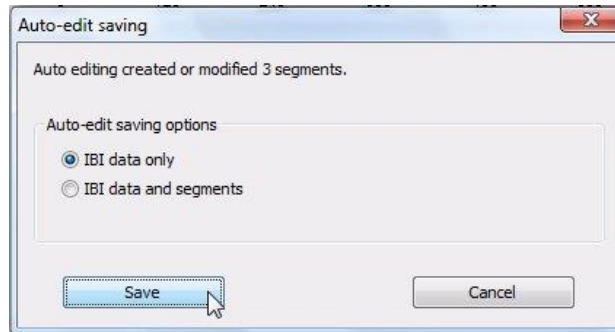 Auto-edit saving
Auto editing created or modified 3 segments.
Auto-edit saving options
IBI data only
IBI data and segments
Save Cancel